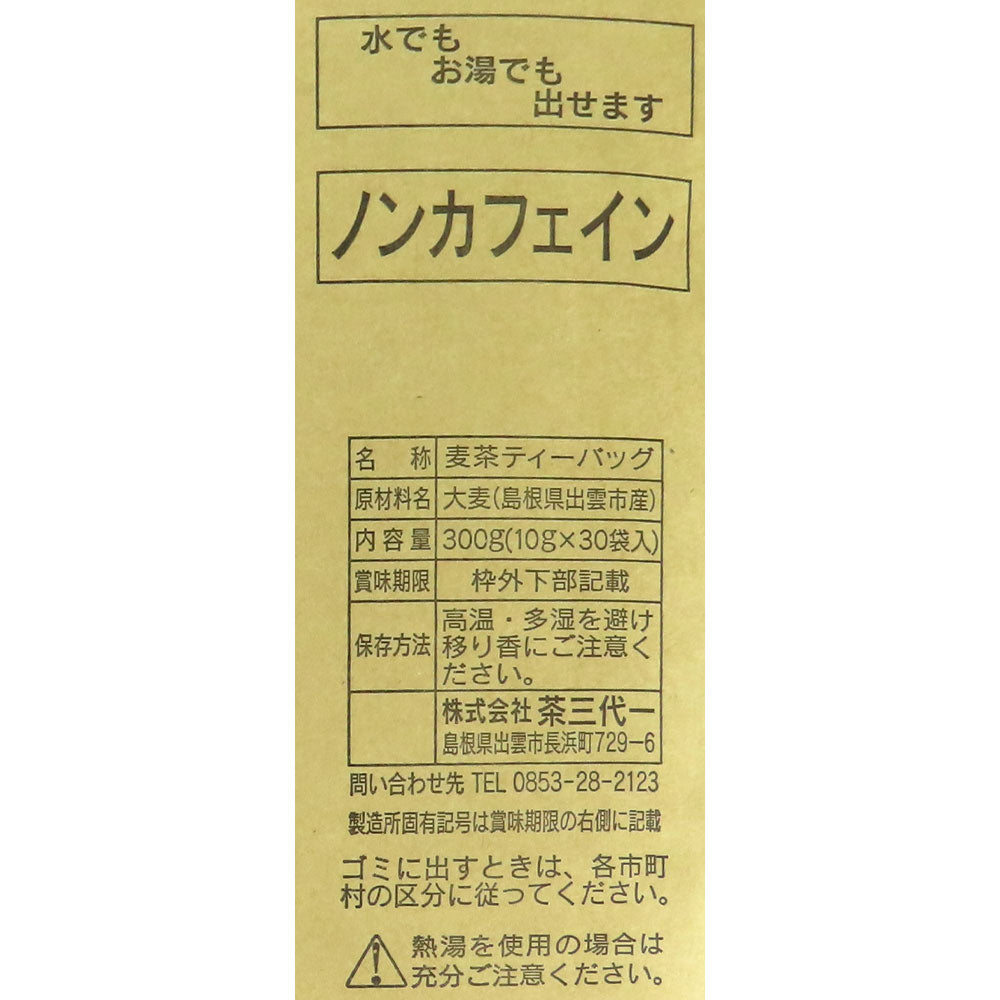 水でも
お湯でも
出せます
ノンカフェイン
名 称 麦茶ティーバッグ
原材料名 大麦(島根県出雲市産)
内容量 300g(10g×30袋入)
賞味期限 枠外下部記載
保存方法 高温・多湿を避け
移り香にご注意く
ださい。
株式会社 茶三代一
島根県出雲市長浜町729-6
問い合わせ先 TEL 0853-28-2123
製造所固有記号は賞味期限の右側に記載
ゴミに出すときは、各市町
村の区分に従ってください。
熱湯を使用の場合は
充分ご注意ください。